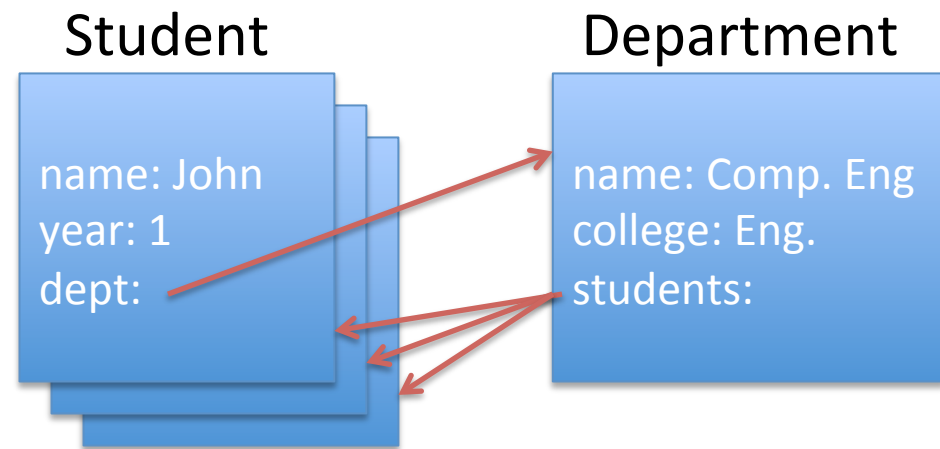 Student
name: John
year: 1
dept:
Department
name: Comp. Eng
college: Eng.
students: